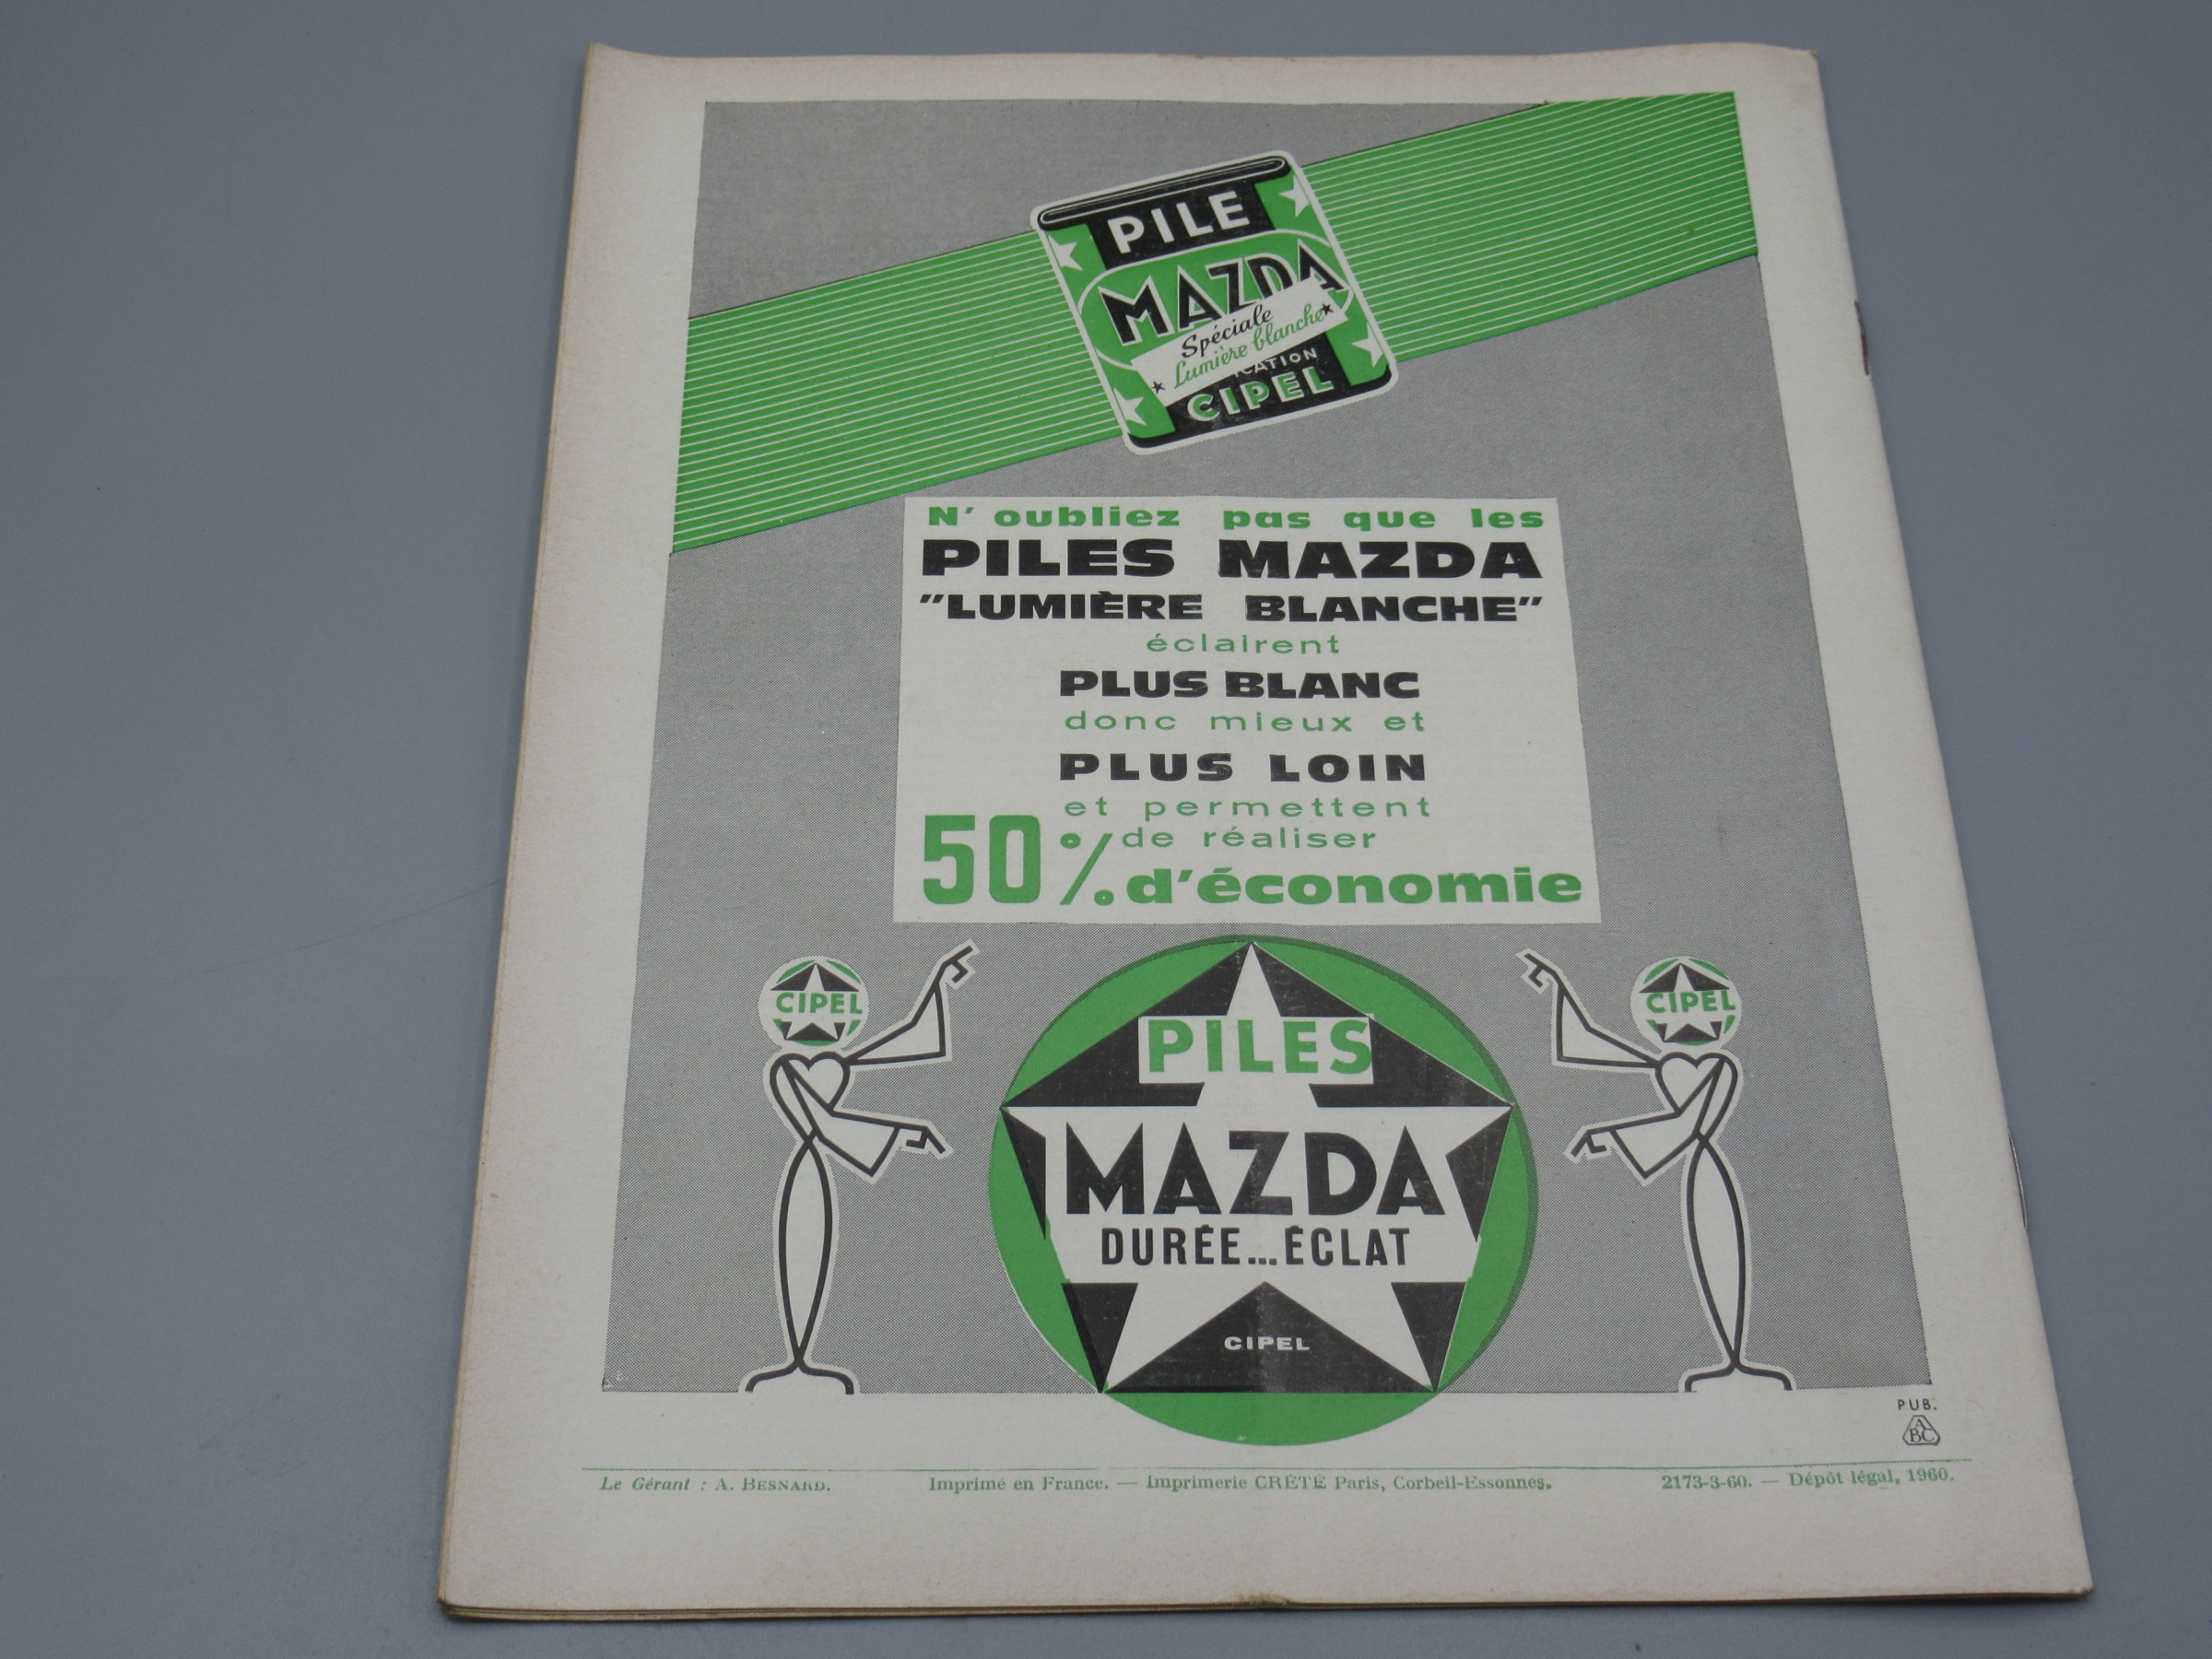 PILE
MAZDA
Spéciale
Lumière blanche
CIPEL
N' oubliez pas que les
PILES MAZDA
"LUMIÈRE BLANCHE"
éclairent
PLUS BLANC
donc mieux et
PLUS LOIN
et permettent
de réaliser
50% d'économie
CIPEL
CIPEL
PILES
MAZDA
DURÉE... ÉCLAT
CIPEL
PUB.
ABC
Le Gérant : A. BESNARD. Imprimé en France. — Imprimerie CRÉTÉ Paris, Corbeil-Essonnes. 2173-3-60. — Dépôt légal, 1960.